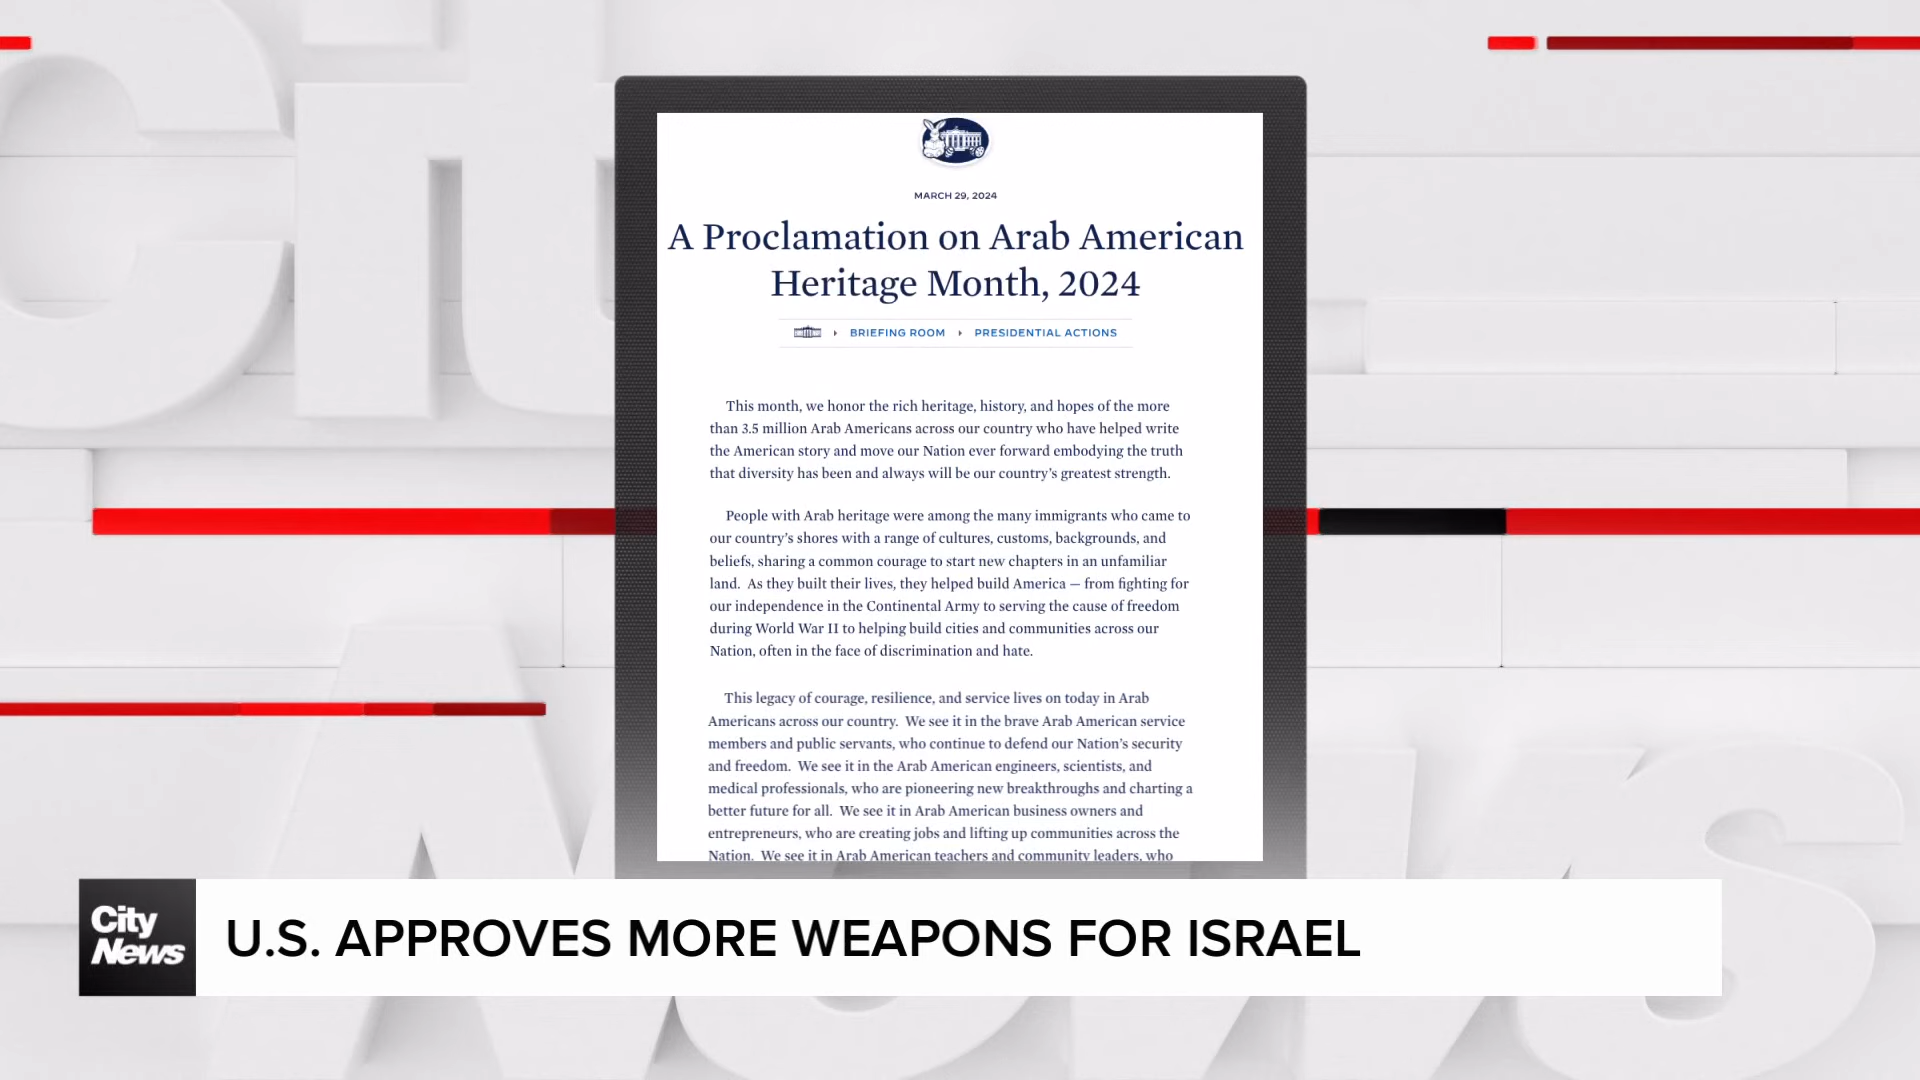 MARCH 29, 2024
A Proclamation on Arab American
Heritage Month, 2024
BRIEFING ROOM
PRESIDENTIAL ACTIONS
This month, we honor the rich heritage, history, and hopes of the more
than 3.5 million Arab Americans across our country who have helped write
the American story and move our Nation ever forward embodying the truth
that diversity has been and always will be our country’s greatest strength.
People with Arab heritage were among the many immigrants who came to
our country’s shores with a range of cultures, customs, backgrounds, and
beliefs, sharing a common courage to start new chapters in an unfamiliar
land.  As they built their lives, they helped build America — from fighting for
our independence in the Continental Army to serving the cause of freedom
during World War II to helping build cities and communities across our
Nation, often in the face of discrimination and hate.
This legacy of courage, resilience, and service lives on today in Arab
Americans across our country.  We see it in the brave Arab American service
members and public servants, who continue to defend our Nation’s security
and freedom.  We see it in the Arab American engineers, scientists, and
medical professionals, who are pioneering new breakthroughs and charting a
better future for all.  We see it in Arab American business owners and
entrepreneurs, who are creating jobs and lifting up communities across the
Nation.  We see it in Arab American teachers and community leaders, who
City
News
U.S. APPROVES MORE WEAPONS FOR ISRAEL